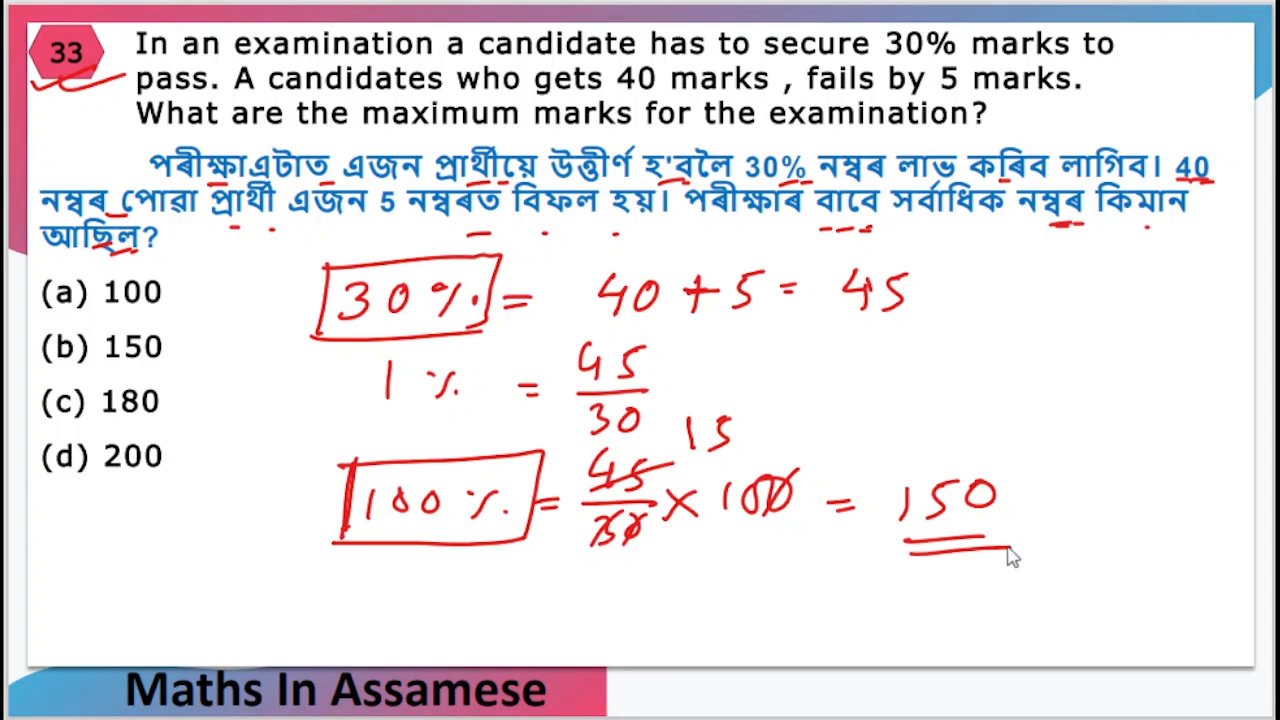 33
In an examination a candidate has to secure 30% marks to
pass. A candidates who gets 40 marks , fails by 5 marks.
What are the maximum marks for the examination?
পৰীক্ষাএটাত এজন প্ৰাৰ্থীয়ে উত্তীৰ্ণ হ'বলৈ 30% নম্বৰ লাভ কৰিব লাগিব। 40
নম্বৰ পোৱা প্ৰাৰ্থী এজন 5 নম্বৰত বিফল হয়। পৰীক্ষাৰ বাবে সৰ্বাধিক নম্বৰ কিমান
আছিল?
(a) 100
(b) 150
(c) 180
(d) 200
30% = 40 + 5 = 45
1% = 45/30
15
100% = 45/30 × 100 = 150
Maths In Assamese